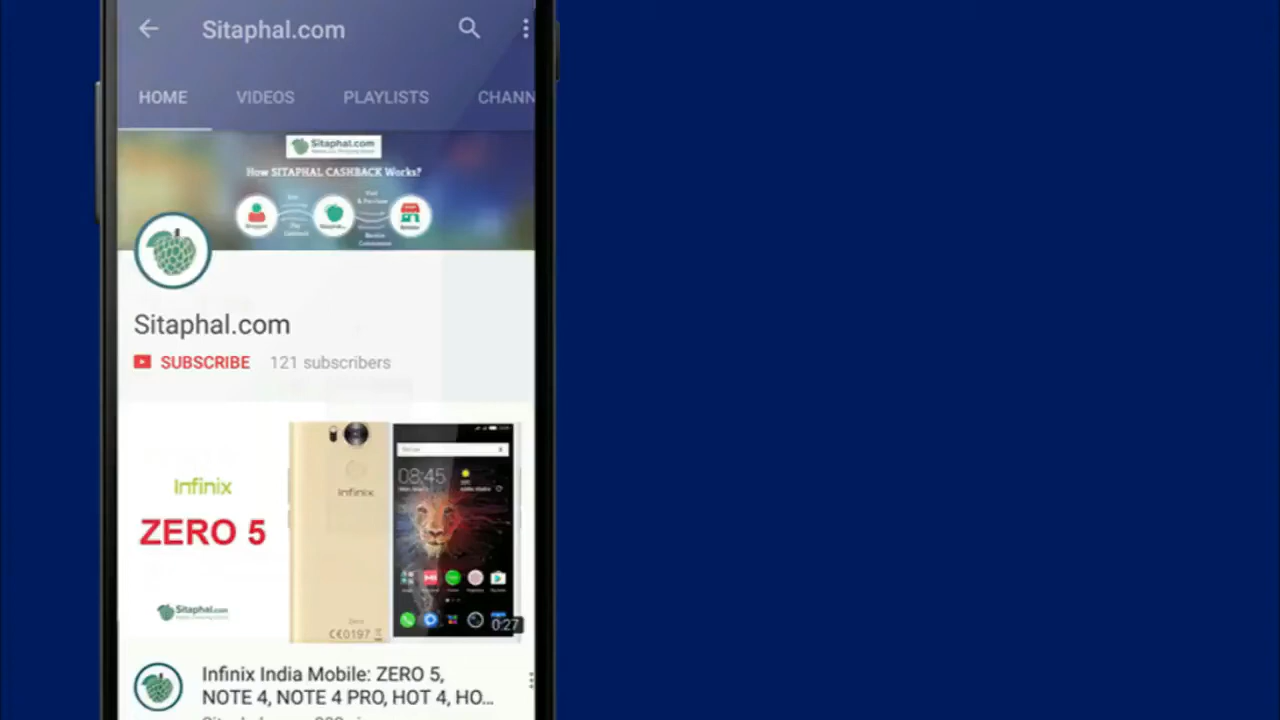 Sitaphal.com
HOME VIDEOS PLAYLISTS CHANN
Sitaphal.com
How SITAPHAL CASHBACK Works?
Sitaphal.com
SUBSCRIBE 121 subscribers
Infinix
ZERO 5
Sitaphal.com
Infinix
CE0197
08:45
0:27
Infinix India Mobile: ZERO 5,
NOTE 4, NOTE 4 PRO, HOT 4, HO...